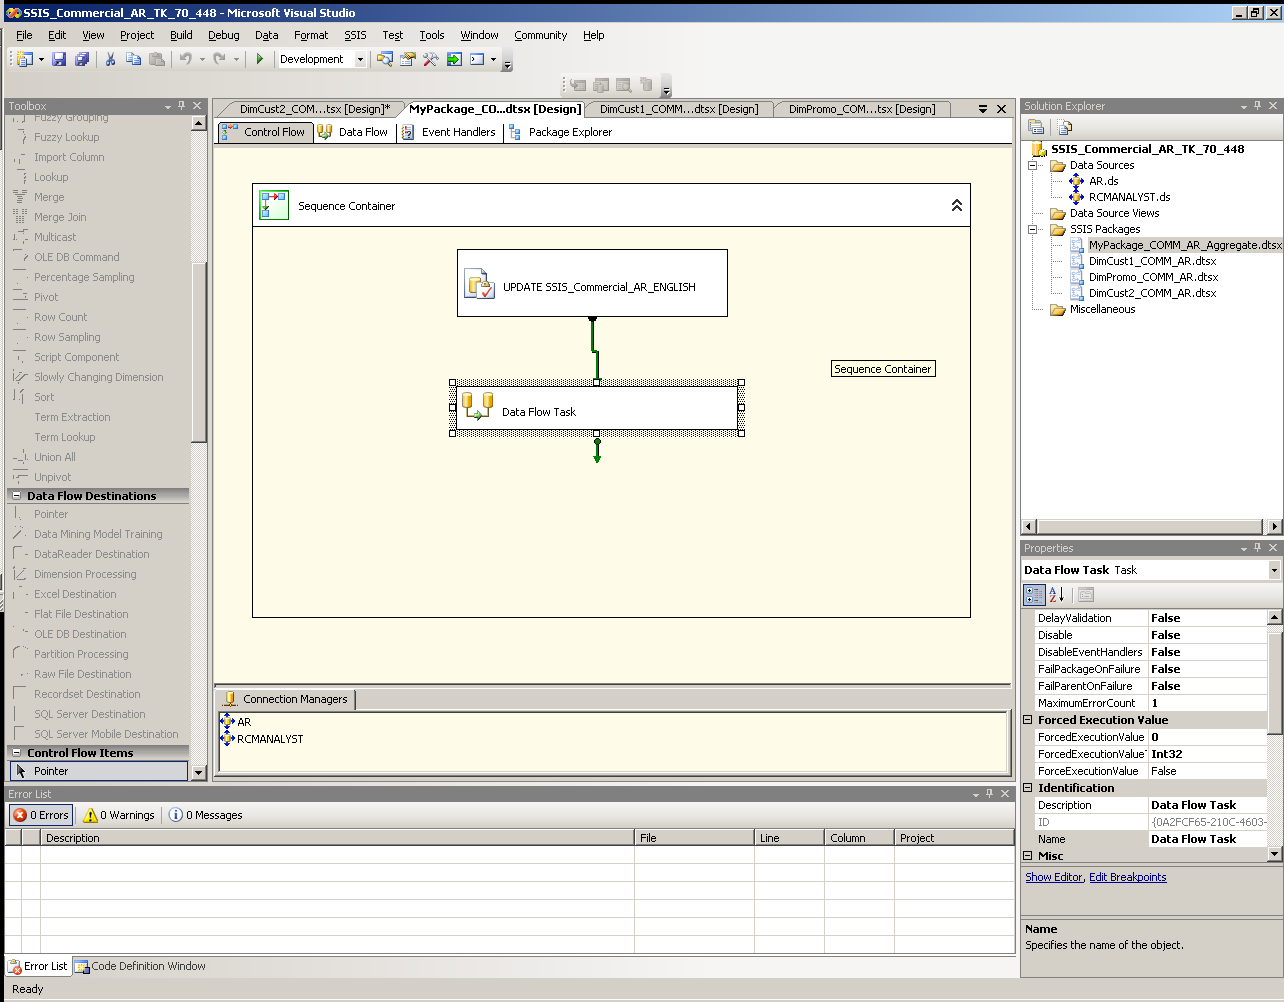 SSIS_Commercial_AR_TK_70_448 - Microsoft Visual Studio
File Edit View Project Build Debug Data Format SSIS Test Tools Window Community Help
Development
Toolbox
Fuzzy Grouping
Fuzzy Lookup
Import Column
Lookup
Merge
Merge Join
Multicast
OLE DB Command
Percentage Sampling
Pivot
Row Count
Row Sampling
Script Component
Slowly Changing Dimension
Sort
Term Extraction
Term Lookup
Union All
Unpivot
Data Flow Destinations
Pointer
Data Mining Model Training
DataReader Destination
Dimension Processing
Excel Destination
Flat File Destination
OLE DB Destination
Partition Processing
Raw File Destination
Recordset Destination
SQL Server Destination
SQL Server Mobile Destination
Control Flow Items
Pointer
DimCust2_COM...tsx [Design]* MyPackage_CO...dtsx [Design] DimCust1_COMM...dtsx [Design] DimPromo_COM...tsx [Design]
Control Flow Data Flow Event Handlers Package Explorer
Sequence Container
UPDATE SSIS_Commercial_AR_ENGLISH
Sequence Container
Data Flow Task
Connection Managers
AR
RCMANALYST
Solution Explorer
SSIS_Commercial_AR_TK_70_448
Data Sources
AR.ds
RCMANALYST.ds
Data Source Views
SSIS Packages
MyPackage_COMM_AR_Aggregate.dtsx
DimCust1_COMM_AR.dtsx
DimPromo_COMM_AR.dtsx
DimCust2_COMM_AR.dtsx
Miscellaneous
Properties
Data Flow Task Task
DelayValidation False
Disable False
DisableEventHandlers False
FailPackageOnFailure False
FailParentOnFailure False
MaximumErrorCount 1
Forced Execution Value
ForcedExecutionValue 0
ForcedExecutionValue Int32
ForceExecutionValue False
Identification
Description Data Flow Task
ID {0A2FCF65-210C-4603-
Name Data Flow Task
Misc
Show Editor, Edit Breakpoints
Name
Specifies the name of the object.
Error List
0 Errors 0 Warnings 0 Messages
Description File Line Column Project
Error List Code Definition Window
Ready